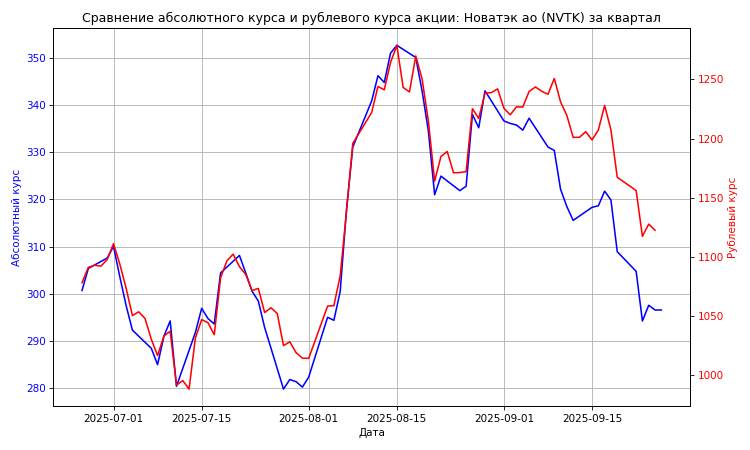 Сравнение абсолютного курса и рублевого курса акции: Новатэк ао (NVTK) за квартал
Абсолютный курс
350
340
330
320
310
300
290
280
1250
1200
1150
1100
1050
1000
Рублевый курс
2025-07-01 2025-07-15 2025-08-01 2025-08-15 2025-09-01 2025-09-15
Дата